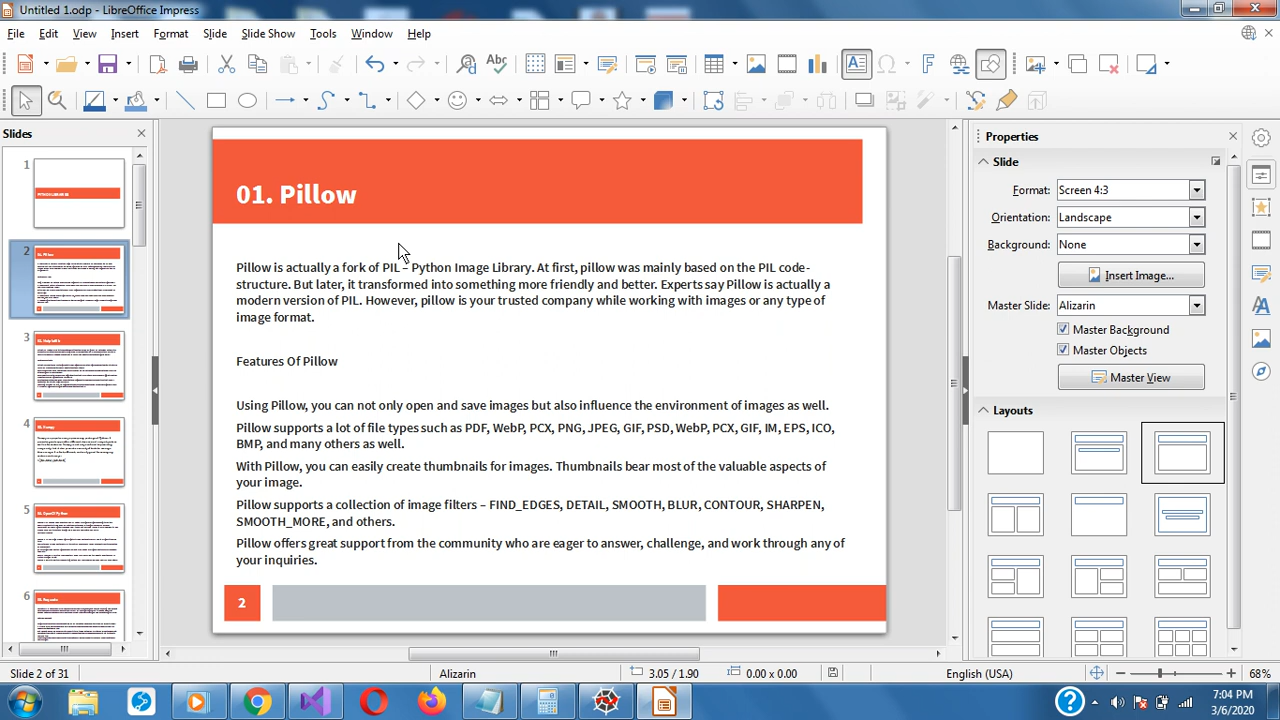 Untitled 1.odp - LibreOffice Impress
File Edit View Insert Format Slide Slide Show Tools Window Help
Slides
1
2
3
4
5
6
01. Pillow
Pillow is actually a fork of PIL – Python Image Library. At first, pillow was mainly based on the PIL code-
structure. But later, it transformed into something more friendly and better. Experts say Pillow is actually a
modern version of PIL. However, pillow is your trusted company while working with images or any type of
image format.
Features Of Pillow
Using Pillow, you can not only open and save images but also influence the environment of images as well.
Pillow supports a lot of file types such as PDF, WebP, PCX, PNG, JPEG, GIF, PSD, WebP, PCX, GIF, IM, EPS, ICO,
BMP, and many others as well.
With Pillow, you can easily create thumbnails for images. Thumbnails bear most of the valuable aspects of
your image.
Pillow supports a collection of image filters – FIND_EDGES, DETAIL, SMOOTH, BLUR, CONTOUR, SHARPEN,
SMOOTH_MORE, and others.
Pillow offers great support from the community who are eager to answer, challenge, and work through any of
your inquiries.
2
Properties
Slide
Format: Screen 4:3
Orientation: Landscape
Background: None
Insert Image...
Master Slide: Alizarin
Master Background
Master Objects
Master View
Layouts
Slide 2 of 31
Alizarin
3.05 / 1.90
0.00 x 0.00
English (USA)
68%
7:04 PM
3/6/2020